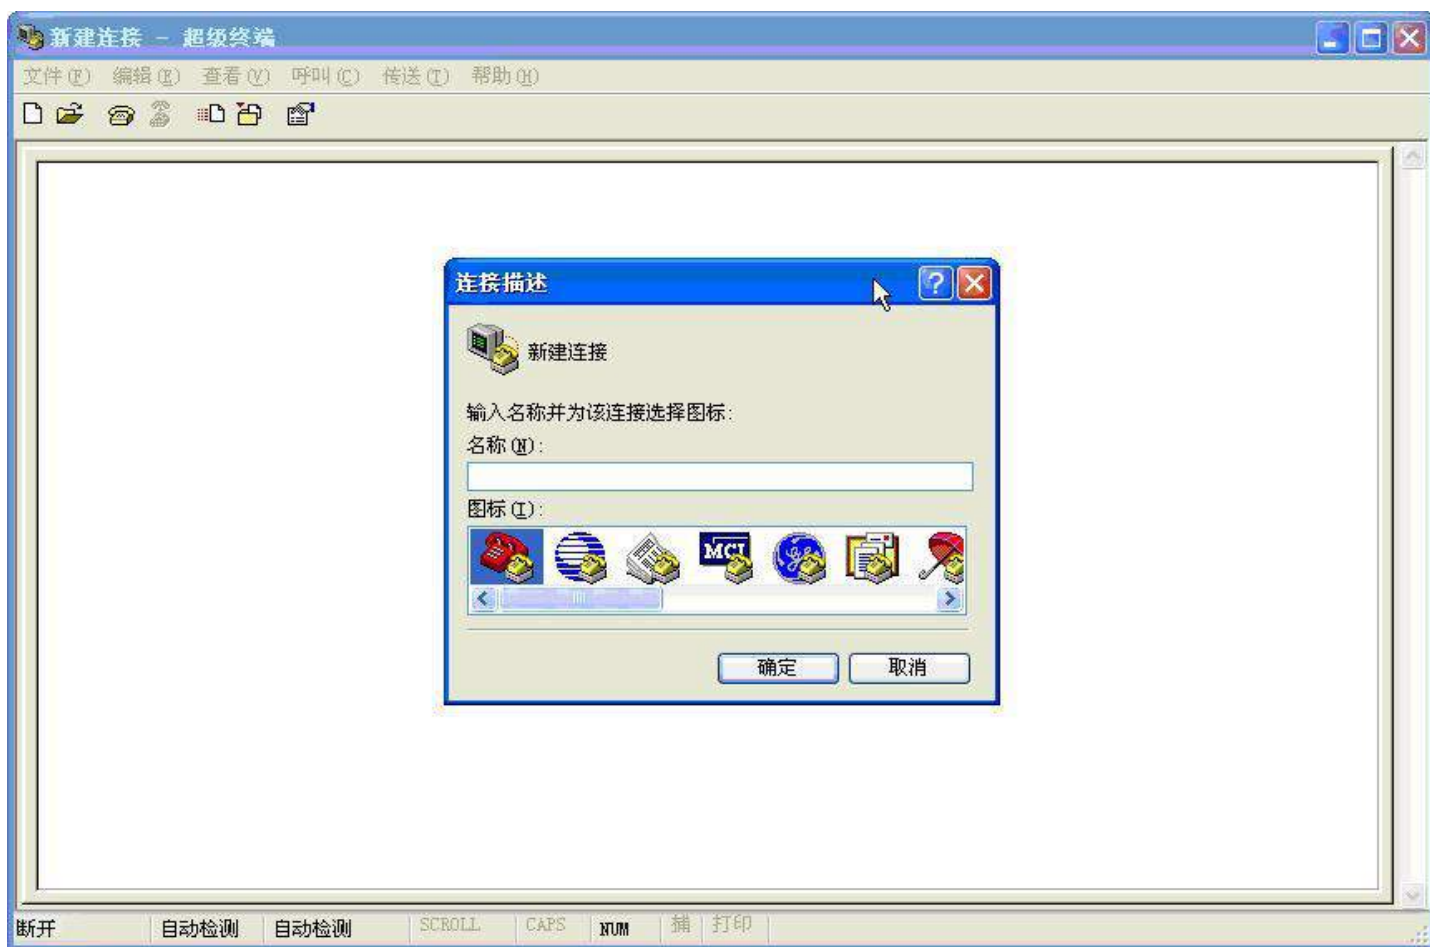 新建连接 - 超级终端
文件(F) 编辑(E) 查看(V) 呼叫(C) 传送(T) 帮助(H)
连接描述
新建连接
输入名称并为该连接选择图标:
名称(N):
图标(I):
MCI
确定 取消
断开 自动检测 自动检测 SCROLL CAPS NUM 捕 打印